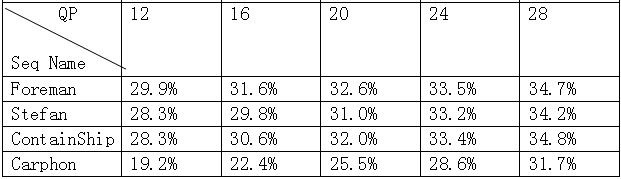 QP 12 16 20 24 28
Seq Name
Foreman 29.9% 31.6% 32.6% 33.5% 34.7%
Stefan 28.3% 29.8% 31.0% 33.2% 34.2%
ContainShip 28.3% 30.6% 32.0% 33.4% 34.8%
Carphon 19.2% 22.4% 25.5% 28.6% 31.7%